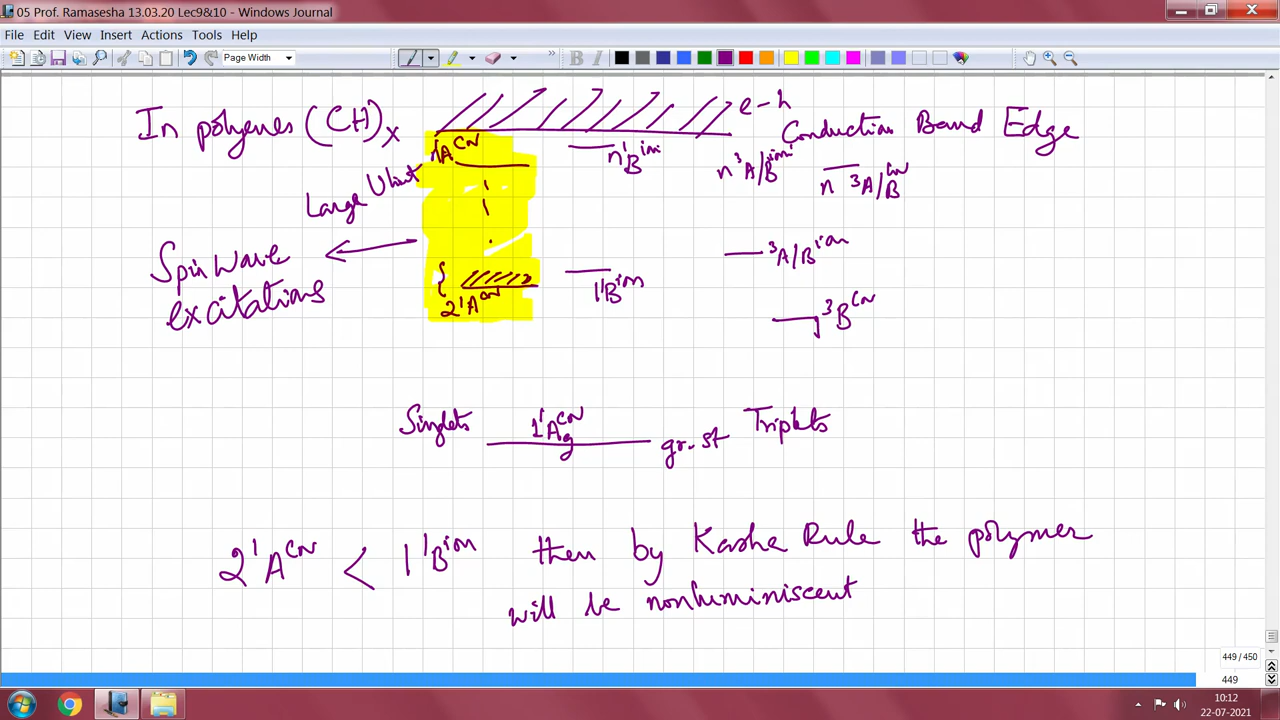 05 Prof. Ramasesha 13.03.20 Lec9&10 - Windows Journal
File Edit View Insert Actions Tools Help
Page Width
In polyenes (CH)x
e-h
Conduction Band Edge
n¹A^Cov
n¹B^ion
n³A/B^ion
n ³A/B^Cov
Large U limit
Spin Wave excitations
2¹A^Cov
1¹B^ion
³A/B^ion
³B^Cov
Singlets 1¹Ag^Cov gr. st Triplets
2¹A^Cov < 1¹B^ion then by Kasha Rule the polymer
will be nonluminiscent
449 / 450
449
10:12
22-07-2021